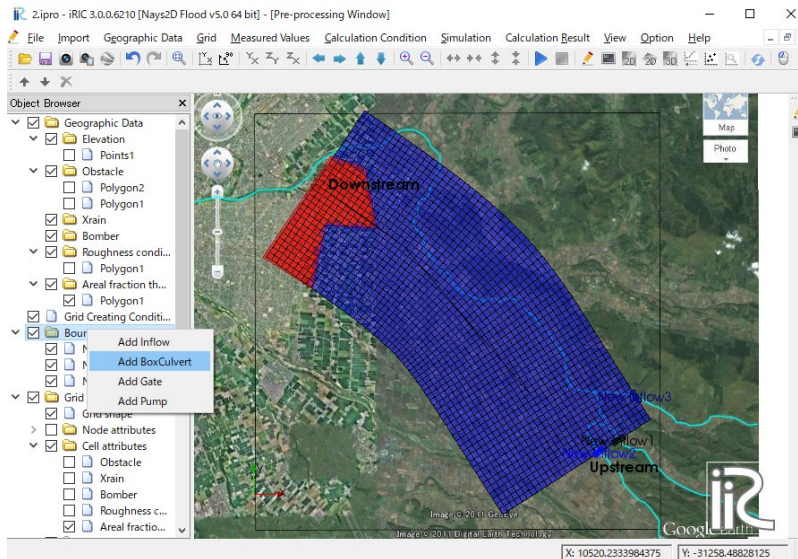 2.ipro - iRIC 3.0.0.6210 [Nays2D Flood v5.0 64 bit] - [Pre-processing Window]
File Import Geographic Data Grid Measured Values Calculation Condition Simulation Calculation Result View Option Help
Object Browser
Geographic Data
Elevation
Points1
Obstacle
Polygon2
Polygon1
Xrain
Bomber
Roughness condi...
Polygon1
Areal fraction th...
Polygon1
Grid Creating Conditi...
Boun
Add Inflow
Add BoxCulvert
Add Gate
Add Pump
Grid
Grid shape
Node attributes
Cell attributes
Obstacle
Xrain
Bomber
Roughness c...
Areal fractio...
Map
Photo
Downstream
New Inflow3
New Inflow1
New Inflow2
Upstream
Image © 2011 GeoEye
Image © 2011 Digital Earth Technology
Google earth
iRIC
X: 10520.2333984375 Y: -31258.48828125